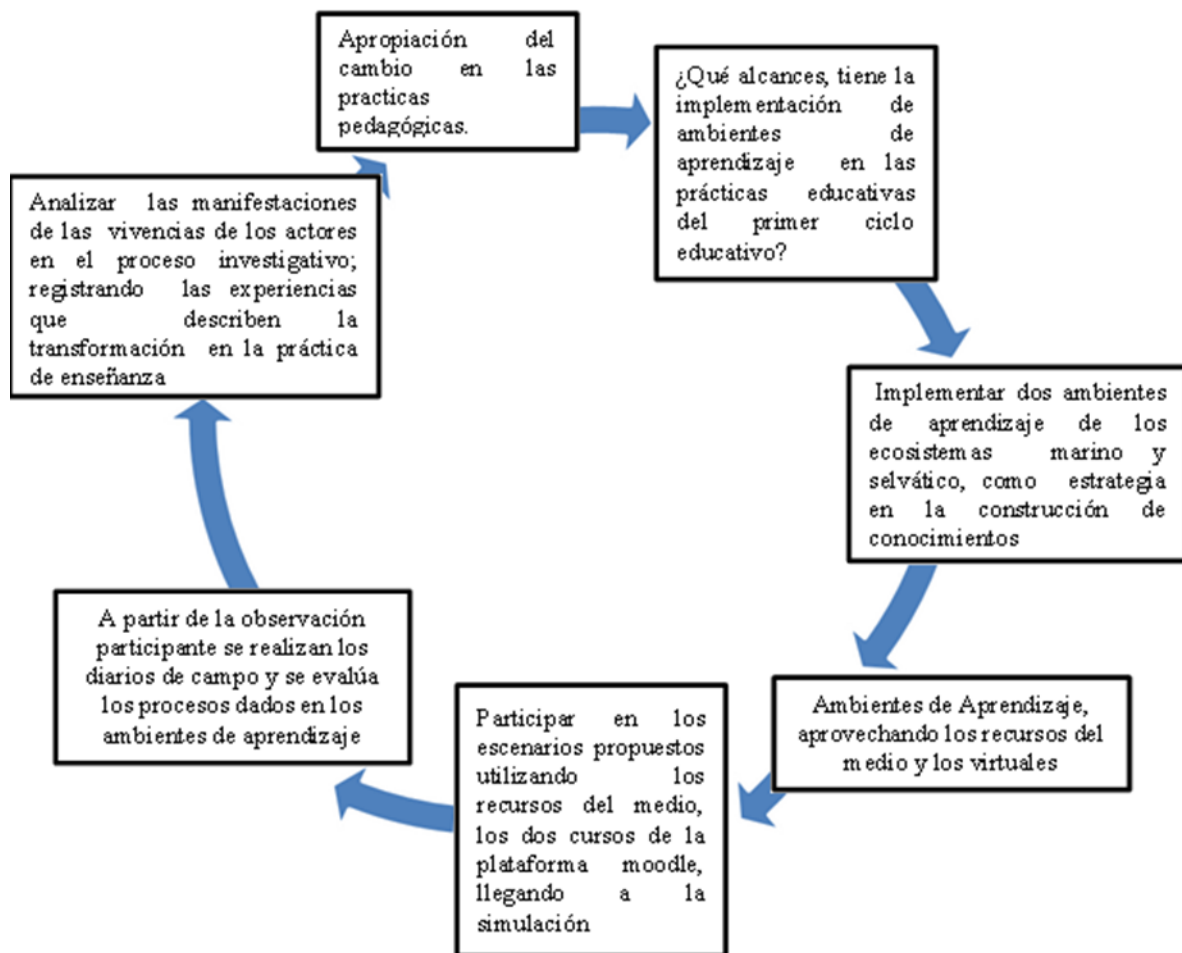 Apropiación del
cambio en las
practicas
pedagógicas.
¿Qué alcances, tiene la
implementación de
ambientes de
aprendizaje en las
prácticas educativas
del primer ciclo
educativo?
Implementar dos ambientes
de aprendizaje de los
ecosistemas marino y
selvático, como estrategia
en la construcción de
conocimientos
Ambientes de Aprendizaje,
aprovechando los recursos del
medio y los virtuales
Participar en los
escenarios propuestos
utilizando los
recursos del medio,
los dos cursos de la
plataforma moodle,
llegando a la
simulación
A partir de la observación
participante se realizan los
diarios de campo y se evalúa
los procesos dados en los
ambientes de aprendizaje
Analizar las manifestaciones
de las vivencias de los actores
en el proceso investigativo;
registrando las experiencias
que describen la
transformación en la práctica
de enseñanza